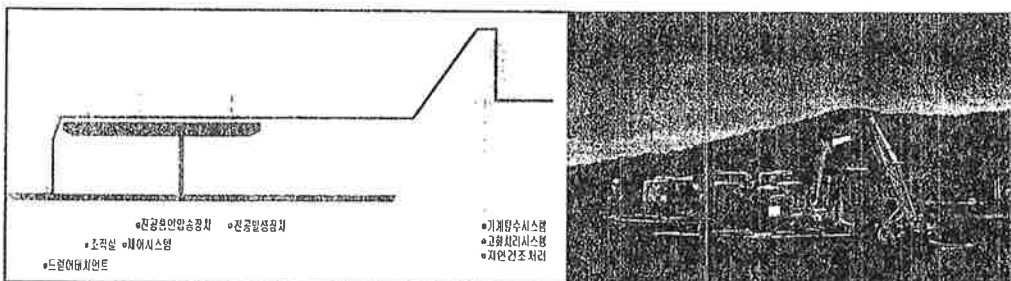 ●진공흡인압송장치 ○진공발생장치
●조작실 ○제어시스템
●드럼어태치먼트
●기계탈수시스템
●고화처리시스템
●자연건조처리